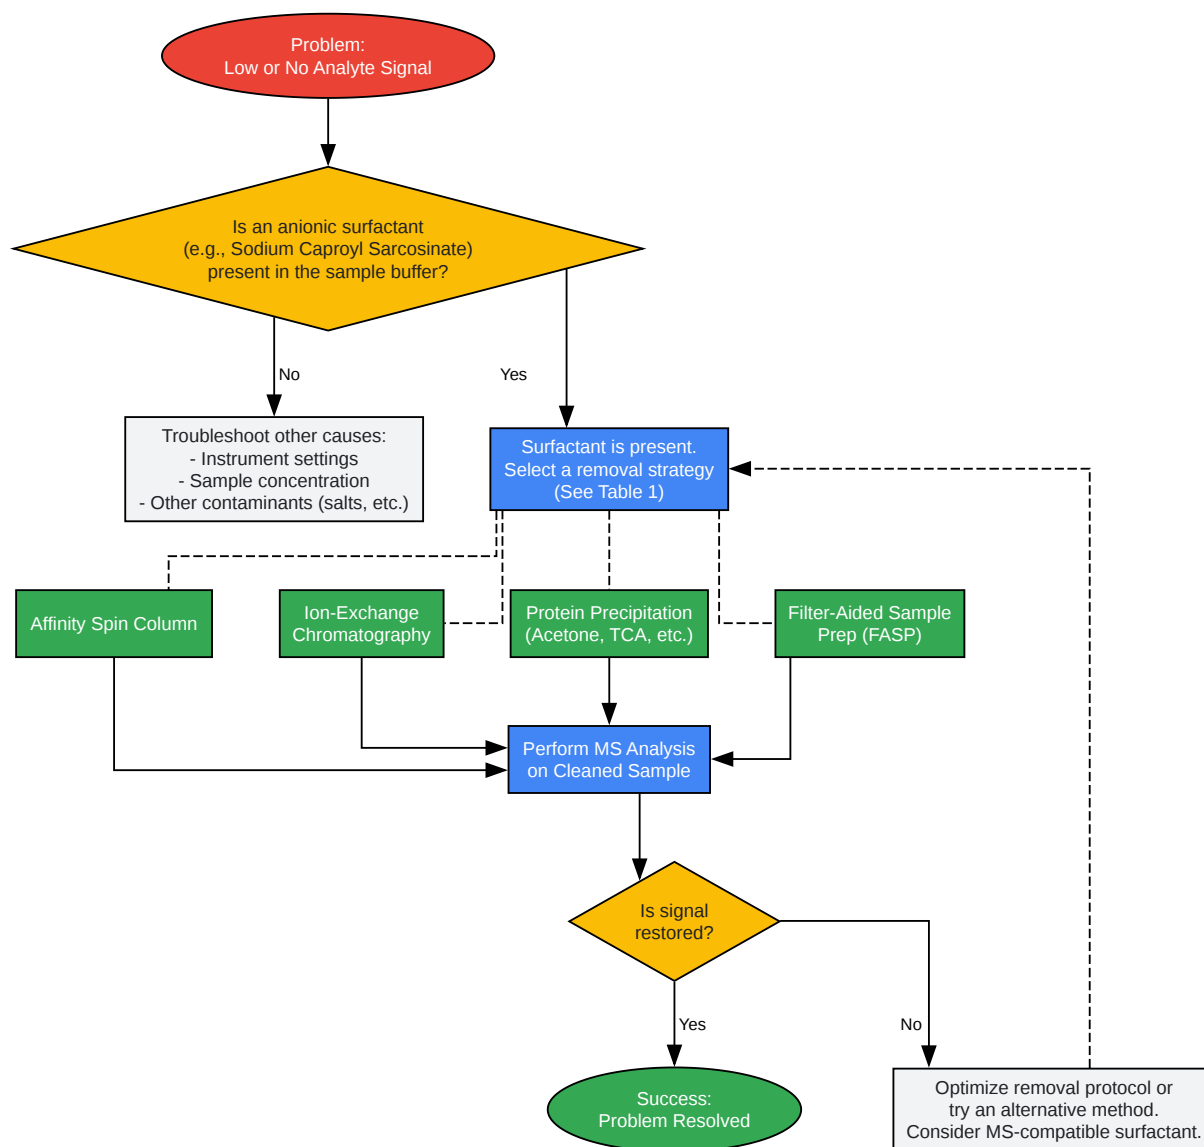 Problem:
Low or No Analyte Signal
Is an anionic surfactant
(e.g., Sodium Caproyl Sarcosinate)
present in the sample buffer?
No
Yes
Troubleshoot other causes:
- Instrument settings
- Sample concentration
- Other contaminants (salts, etc.)
Surfactant is present.
Select a removal strategy
(See Table 1)
Affinity Spin Column
Ion-Exchange
Chromatography
Protein Precipitation
(Acetone, TCA, etc.)
Filter-Aided Sample
Prep (FASP)
Perform MS Analysis
on Cleaned Sample
Is signal
restored?
Yes
No
Success:
Problem Resolved
Optimize removal protocol or
try an alternative method.
Consider MS-compatible surfactant.